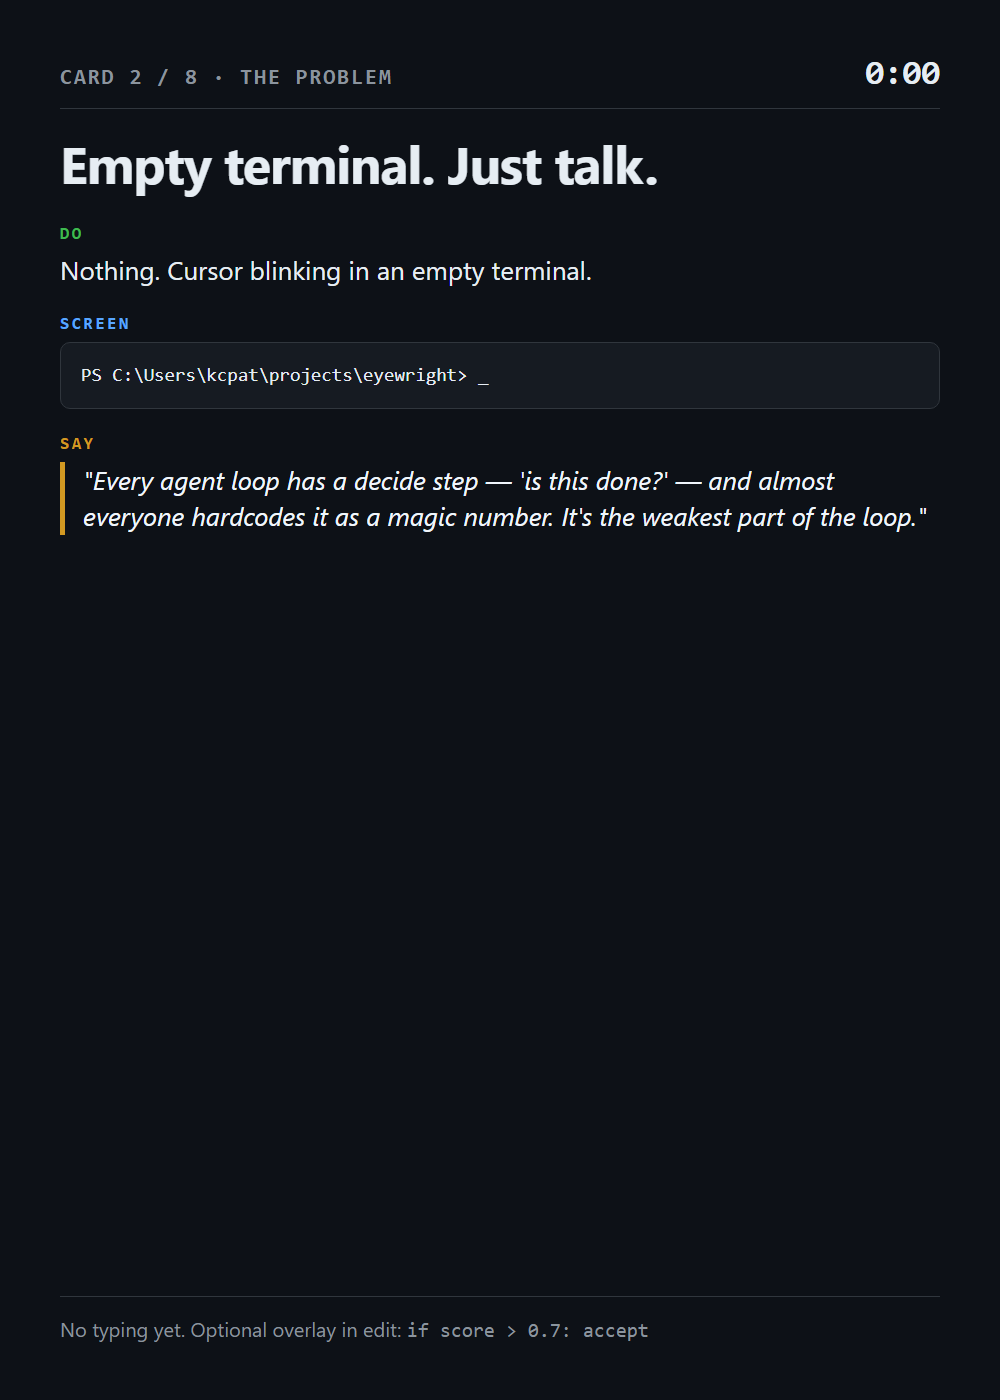 CARD 2 / 8 · THE PROBLEM
0:00
Empty terminal. Just talk.
DO
Nothing. Cursor blinking in an empty terminal.
SCREEN
PS C:\Users\kcpat\projects\eyewright> _
SAY
"Every agent loop has a decide step — 'is this done?' — and almost
everyone hardcodes it as a magic number. It's the weakest part of the loop."
No typing yet. Optional overlay in edit: if score > 0.7: accept